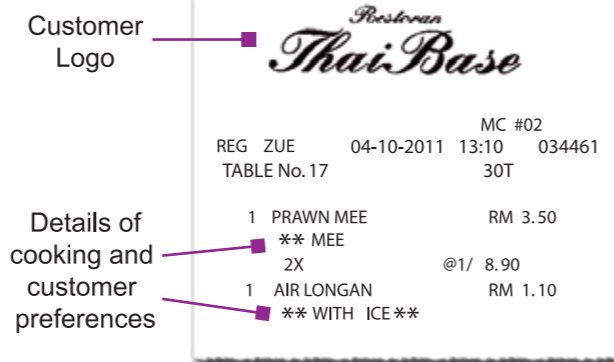 Customer
Logo
Restoran
Thai Base
MC #02
REG ZUE 04-10-2011 13:10 034461
TABLE No. 17 30T
Details of
cooking and
customer
preferences
1 PRAWN MEE RM 3.50
** MEE
2X @1/ 8.90
1 AIR LONGAN RM 1.10
** WITH ICE **